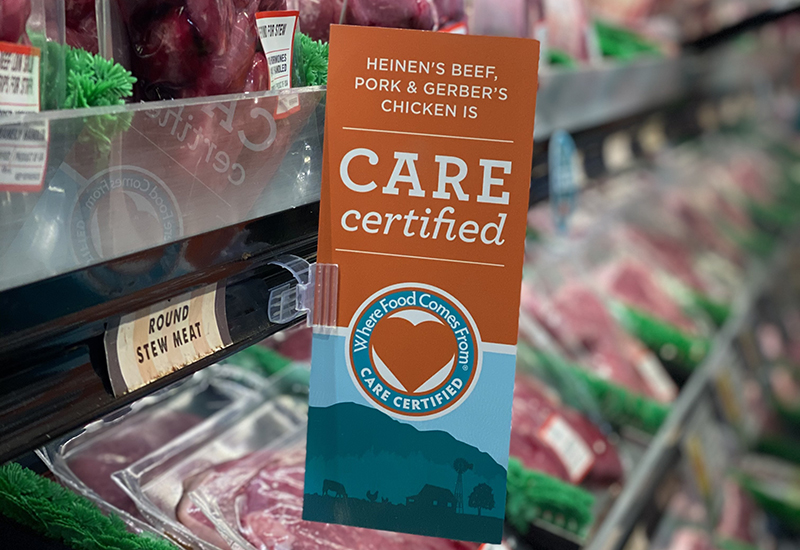 HEINEN'S BEEF,
PORK & GERBER'S
CHICKEN IS
CARE
certified
Where Food Comes From®
CARE CERTIFIED
ROUND
STEW MEAT